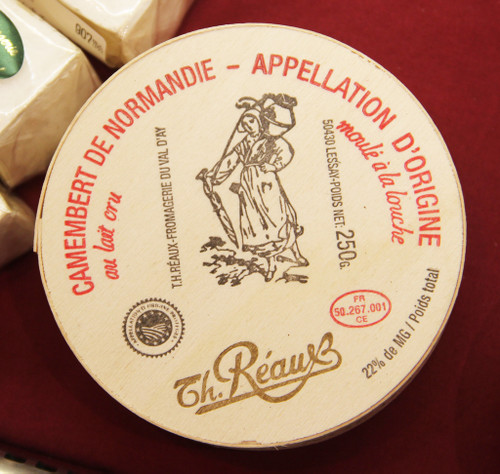 CAMEMBERT DE NORMANDIE - APPELLATION D'ORIGINE
au lait cru
moulé à la louche
T.H.RÉAUX-FROMAGERIE DU VAL D'AY
50430 LESSAY-POIDS NET: 250G.
FR
50.267.001
CE
Th. Réaux
22% de MG / Poids total